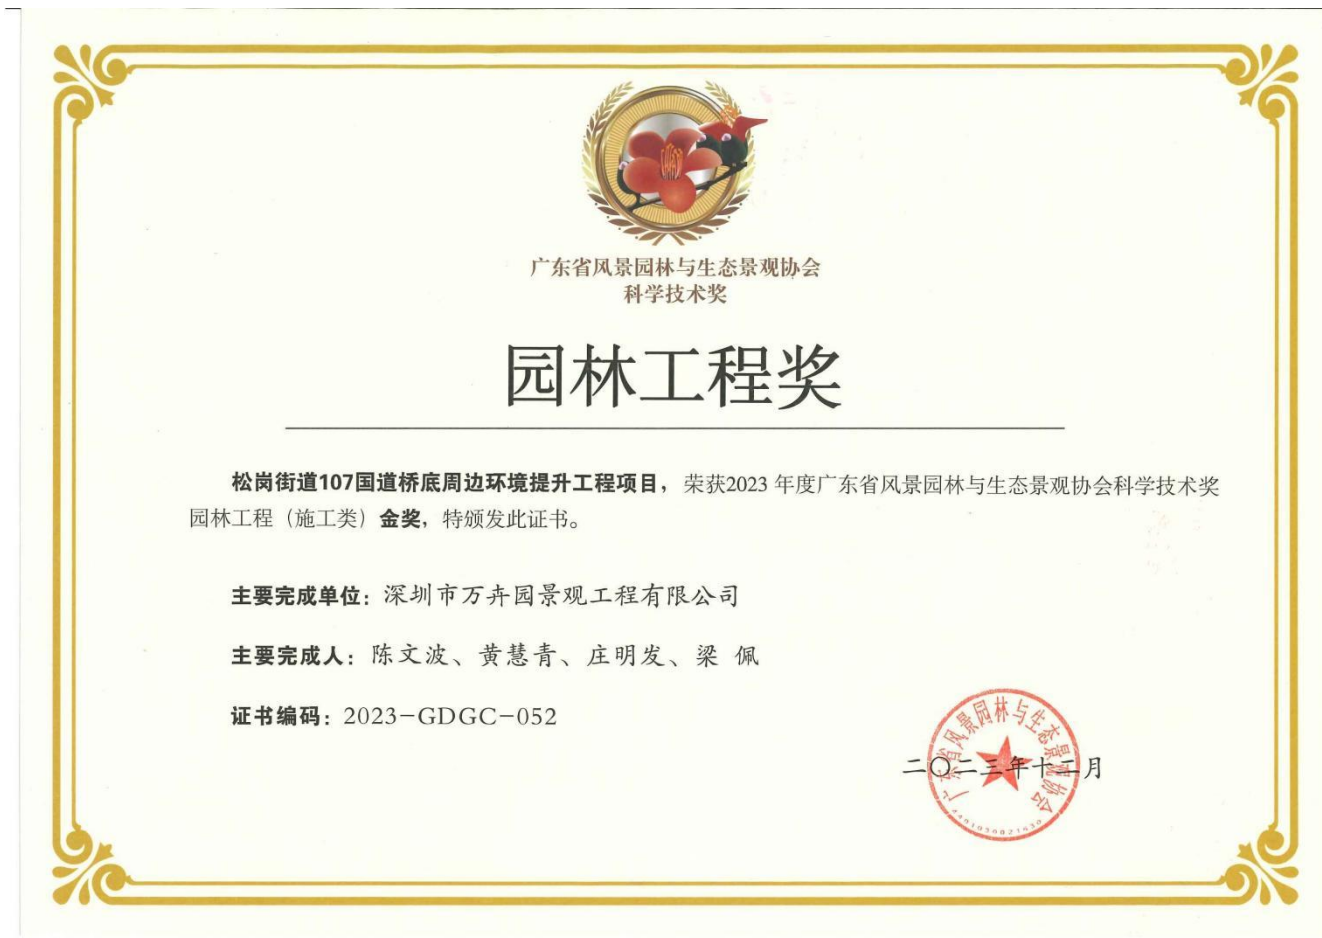 广东省风景园林与生态景观协会
科学技术奖
园林工程奖
松岗街道107国道桥底周边环境提升工程项目，荣获2023 年度广东省风景园林与生态景观协会科学技术奖
园林工程（施工类）金奖，特颁发此证书。
主要完成单位：深圳市万卉园景观工程有限公司
主要完成人：陈文波、黄慧青、庄明发、梁 佩
证书编码：2023-GDGC-052
二〇二三年十二月
广东省风景园林与生态景观协会